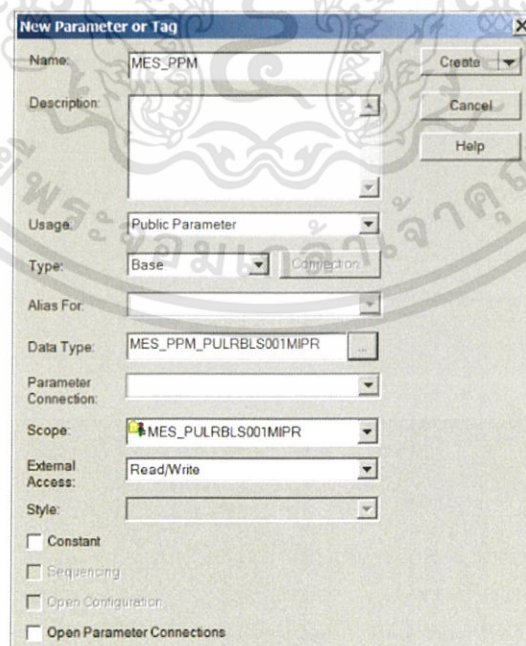 New Parameter or Tag
Name: MES_PPM
Create
Description:
Cancel
Help
Usage: Public Parameter
Type: Base Connection...
Alias For:
Data Type: MES_PPM_PULRBLS001MIPR ...
Parameter
Connection:
Scope: MES_PULRBLS001MIPR
External
Access: Read/Write
Style:
Constant
Sequencing
Open Configuration
Open Parameter Connections